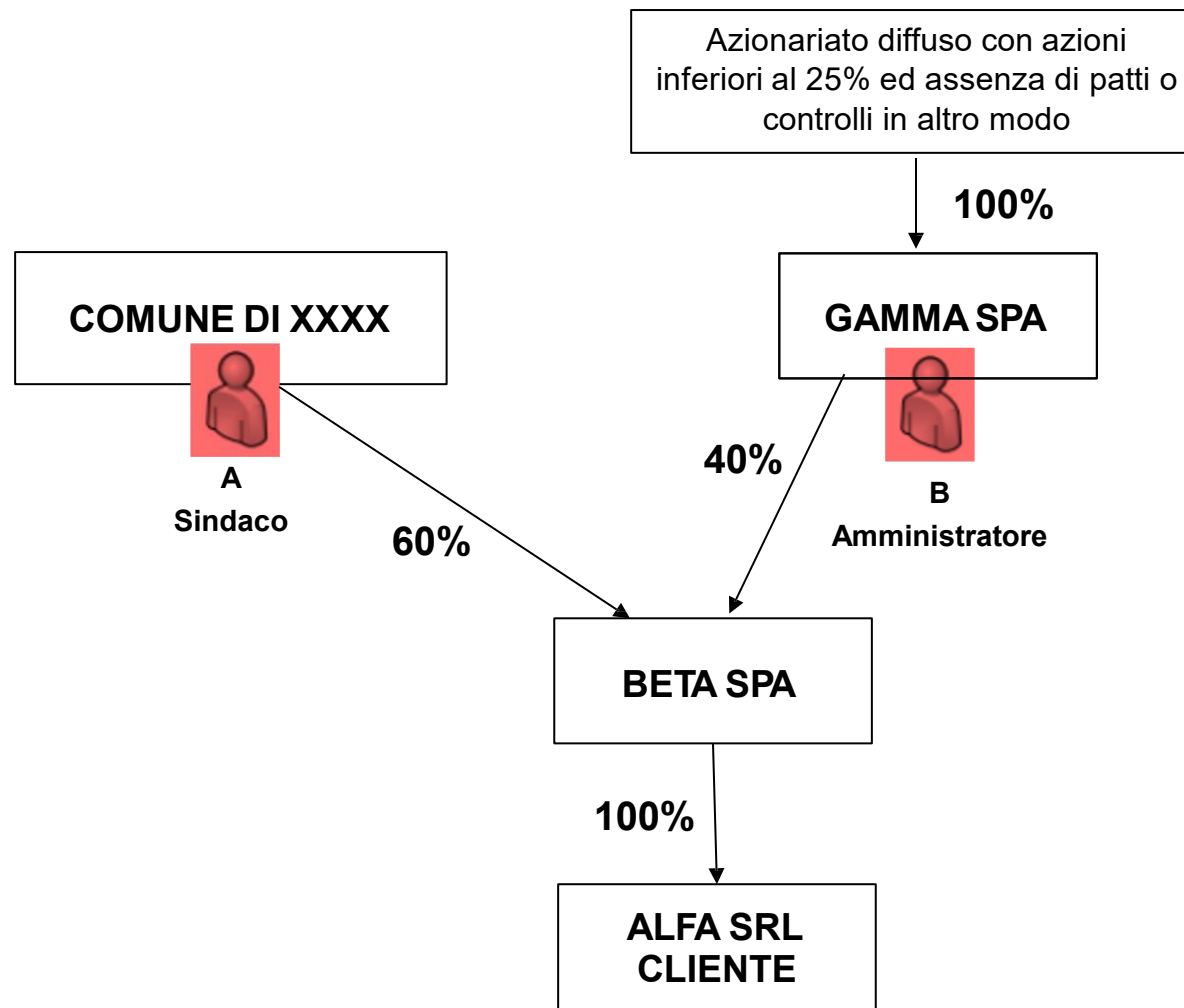 Azionariato diffuso con azioni
inferiori al 25% ed assenza di patti o
controlli in altro modo
100%
COMUNE DI XXXX
GAMMA SPA
A
Sindaco
40%
B
Amministratore
60%
BETA SPA
100%
ALFA SRL
CLIENTE